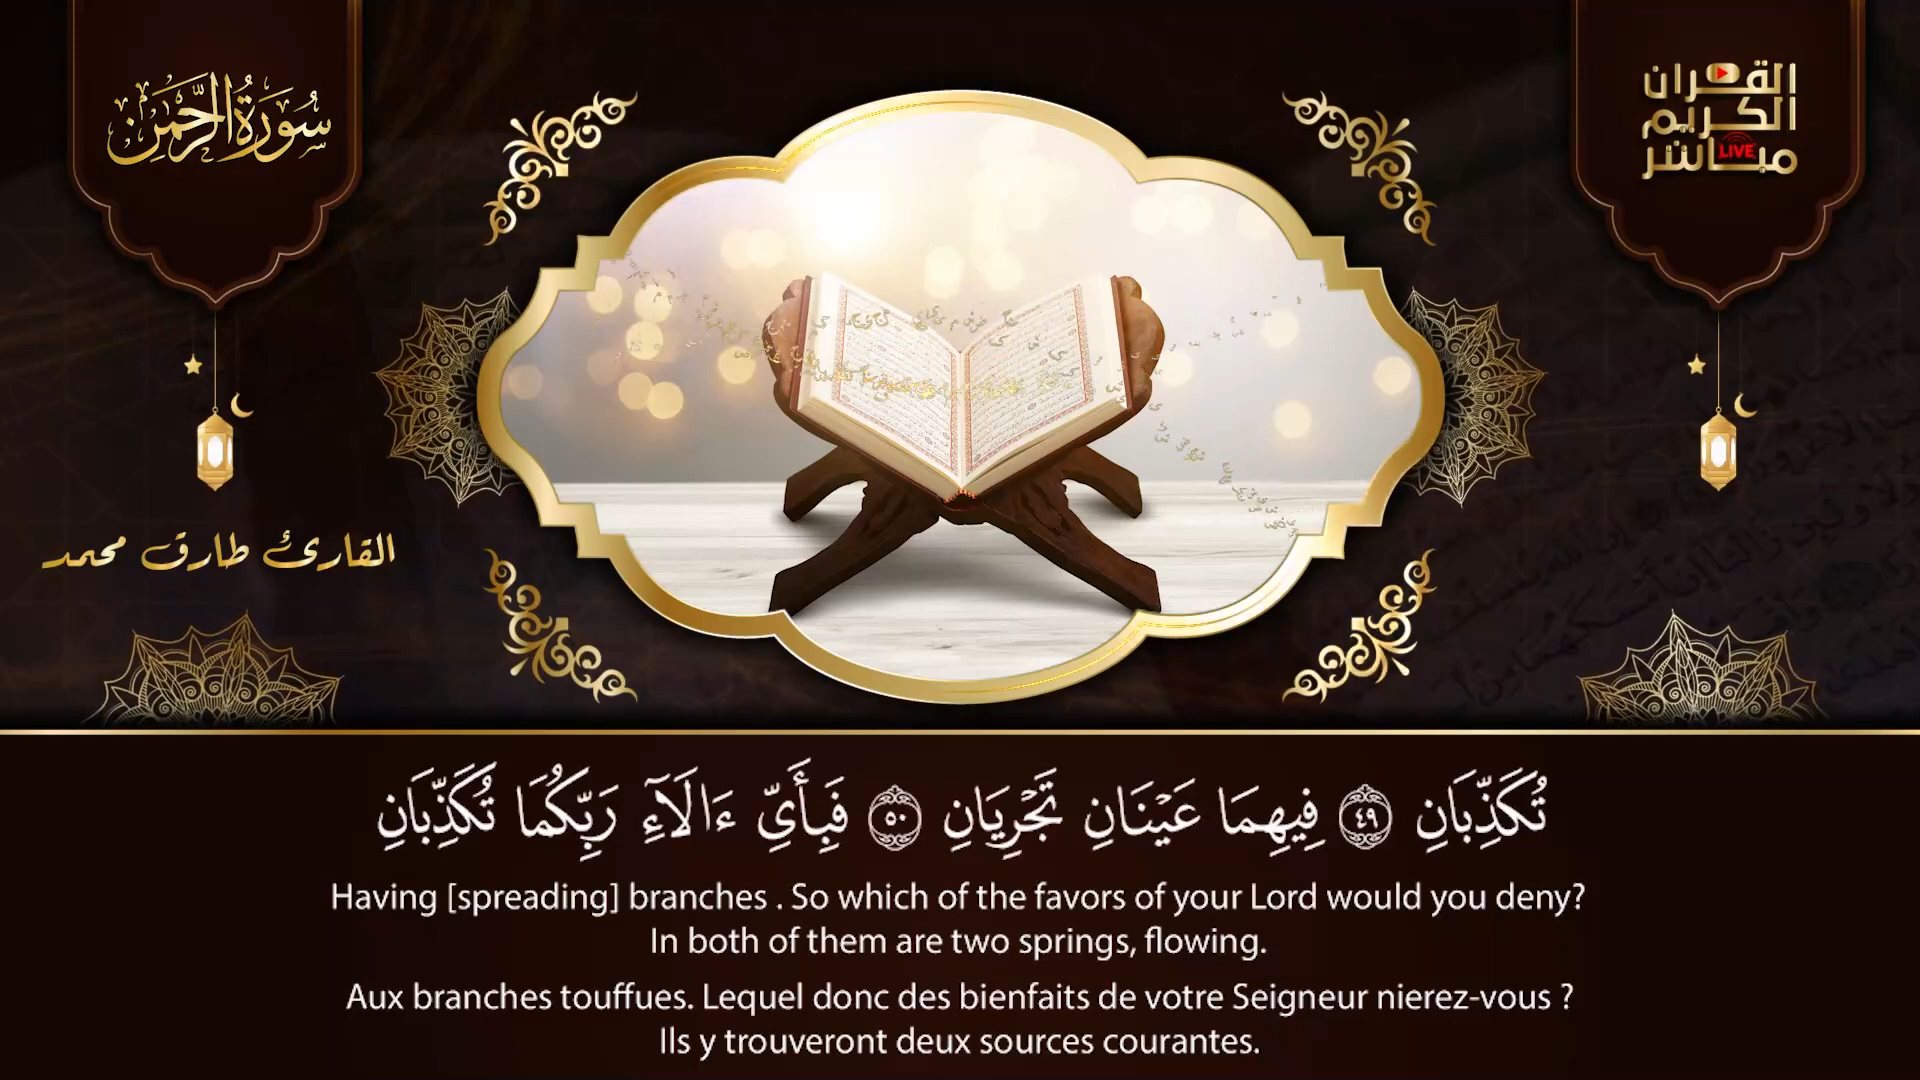 سُورَةُ الرَّحْمَٰنِ
القران
الكريم
مباشر
LIVE
القارئ طارق محمد
تُكَذِّبَانِ ٤٩ فِيهِمَا عَيْنَانِ تَجْرِيَانِ ٥٠ فَبِأَيِّ ءَالَآءِ رَبِّكُمَا تُكَذِّبَانِ
Having [spreading] branches . So which of the favors of your Lord would you deny?
In both of them are two springs, flowing.
Aux branches touffues. Lequel donc des bienfaits de votre Seigneur nierez-vous ?
Ils y trouveront deux sources courantes.